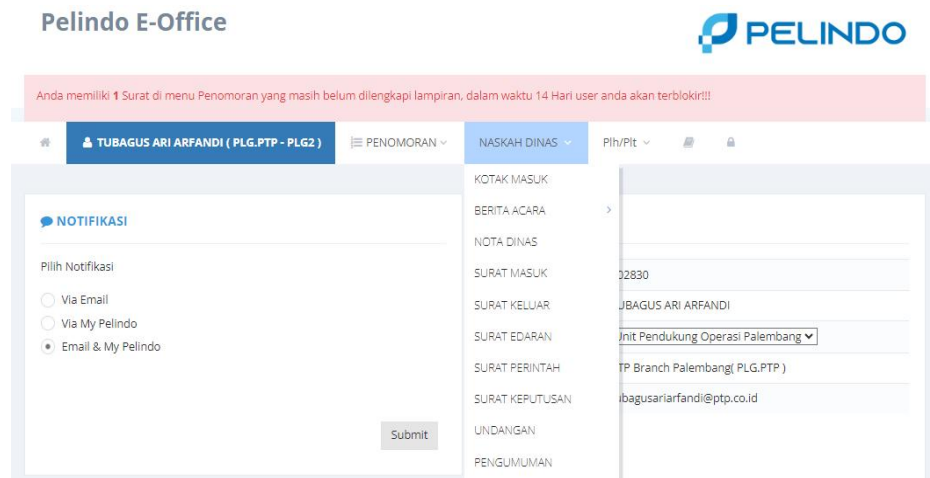 Pelindo E-Office
PELINDO
Anda memiliki 1 Surat di menu Penomoran yang masih belum dilengkapi lampiran, dalam waktu 14 Hari user anda akan terblokir!!!
TUBAGUS ARI ARFANDI ( PLG.PTP - PLG2 )
PENOMORAN
NASKAH DINAS
Plh/Plt
KOTAK MASUK
BERITA ACARA
NOTA DINAS
SURAT MASUK
SURAT KELUAR
SURAT EDARAN
SURAT PERINTAH
SURAT KEPUTUSAN
UNDANGAN
PENGUMUMAN
NOTIFIKASI
Pilih Notifikasi
Via Email
Via My Pelindo
Email & My Pelindo
Submit
02830
UBAGUS ARI ARFANDI
Unit Pendukung Operasi Palembang
TP Branch Palembang( PLG.PTP )
ubagusariarfandi@ptp.co.id